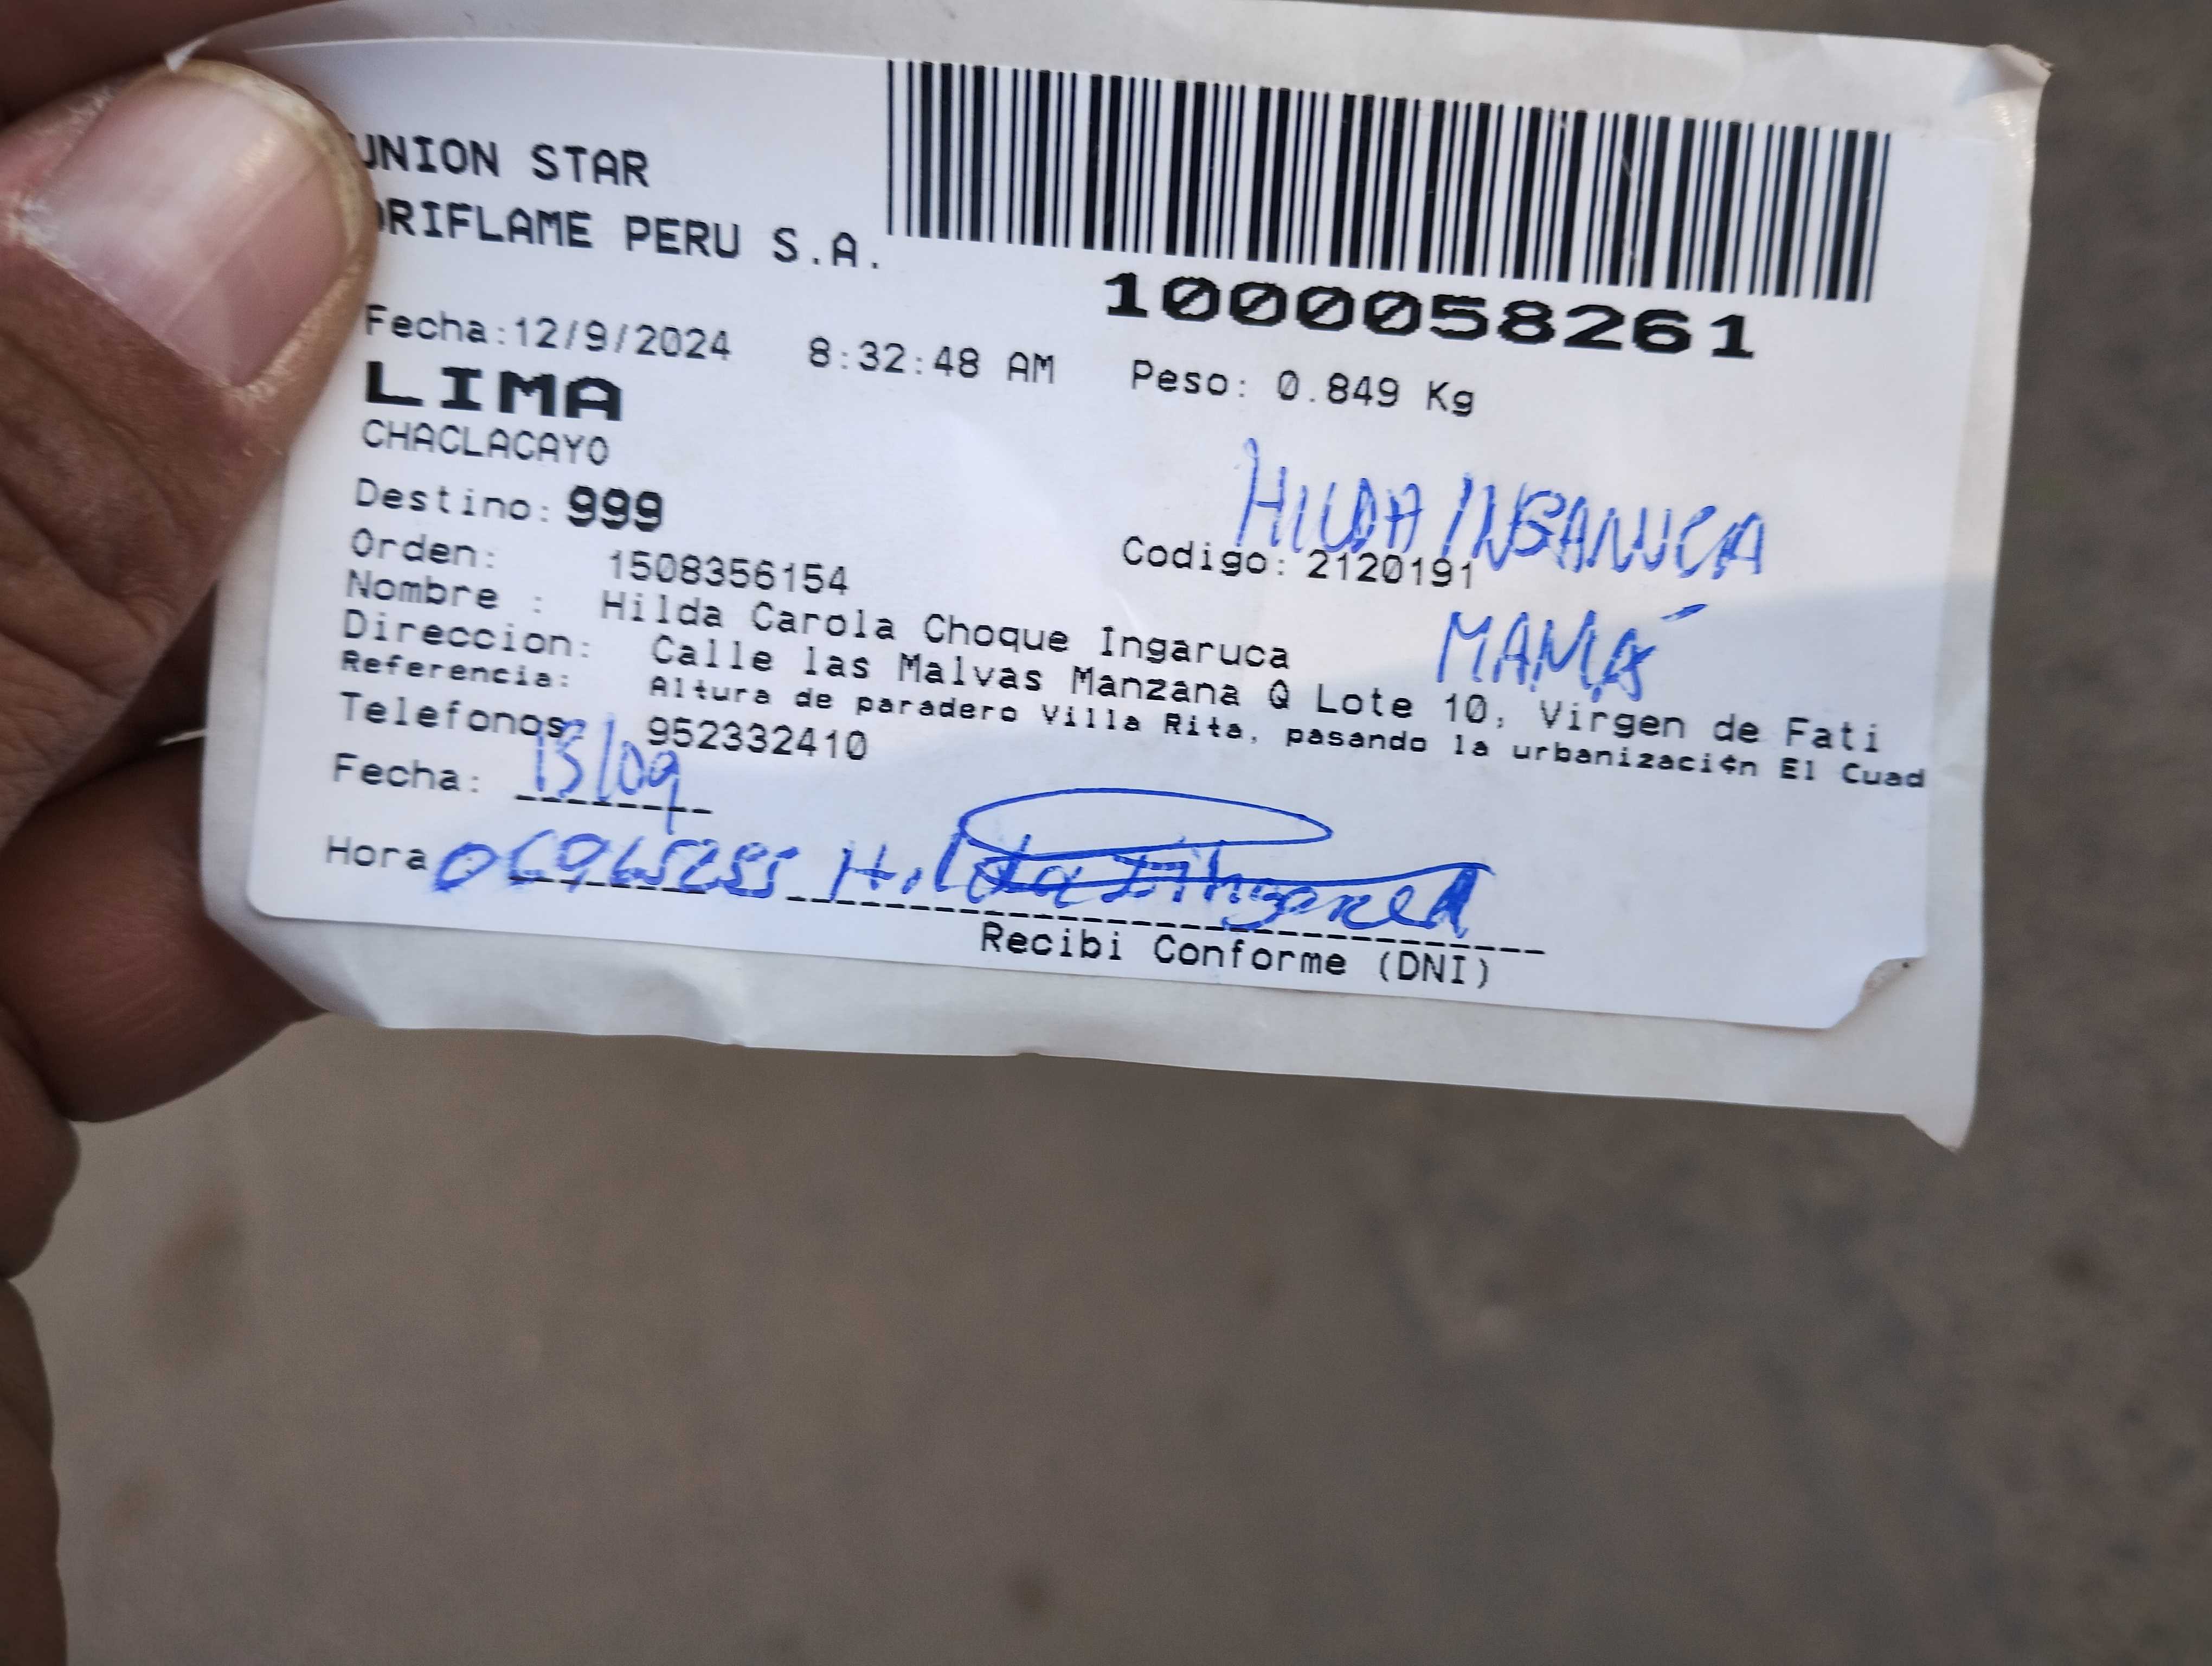 UNION STAR
ORIFLAME PERU S.A.
1000058261
Fecha:12/9/2024 8:32:48 AM Peso: 0.849 Kg
LIMA
CHACLACAYO
HILDA INGARUCA
Destino: 999
Orden: 1508356154 Codigo: 2120191
MAMÁ
Nombre : Hilda Carola Choque Ingaruca
Direccion: Calle las Malvas Manzana Q Lote 10, Virgen de Fati
Referencia: Altura de paradero Villa Rita, pasando la urbanizaci¢n El Cuad
Telefonos 952332410
Fecha: 13/09
Hora
Recibi Conforme (DNI)